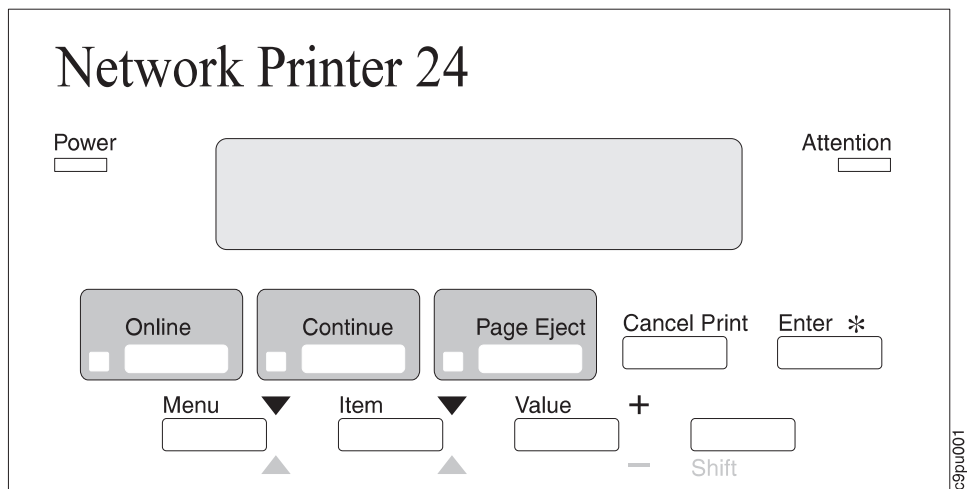 Network Printer 24
Power
Attention
Online
Continue
Page Eject
Cancel Print
Enter *
Menu
Item
Value +
− Shift
c9pu001